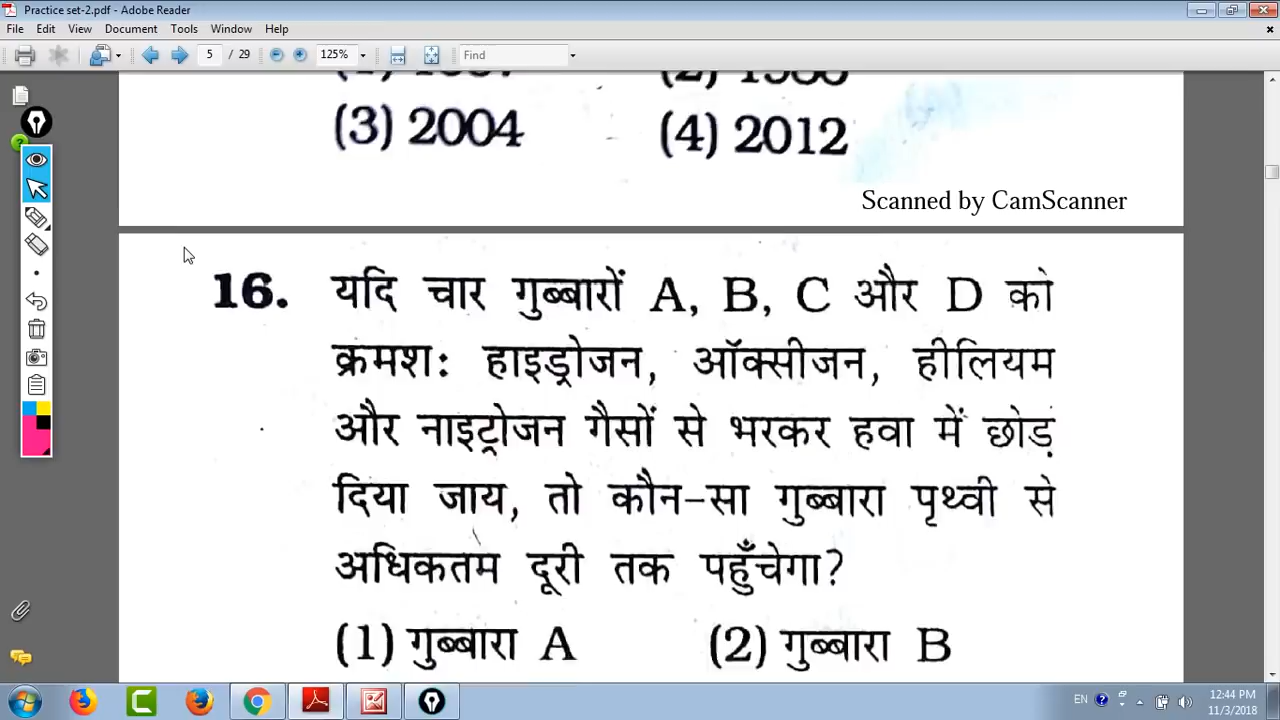 Practice set-2.pdf - Adobe Reader
File Edit View Document Tools Window Help
5 / 29 125% Find
(3) 2004 (4) 2012
Scanned by CamScanner
16. यदि चार गुब्बारों A, B, C और D को
क्रमश: हाइड्रोजन, ऑक्सीजन, हीलियम
और नाइट्रोजन गैसों से भरकर हवा में छोड़
दिया जाय, तो कौन-सा गुब्बारा पृथ्वी से
अधिकतम दूरी तक पहुँचेगा?
(1) गुब्बारा A (2) गुब्बारा B
EN 12:44 PM
11/3/2018